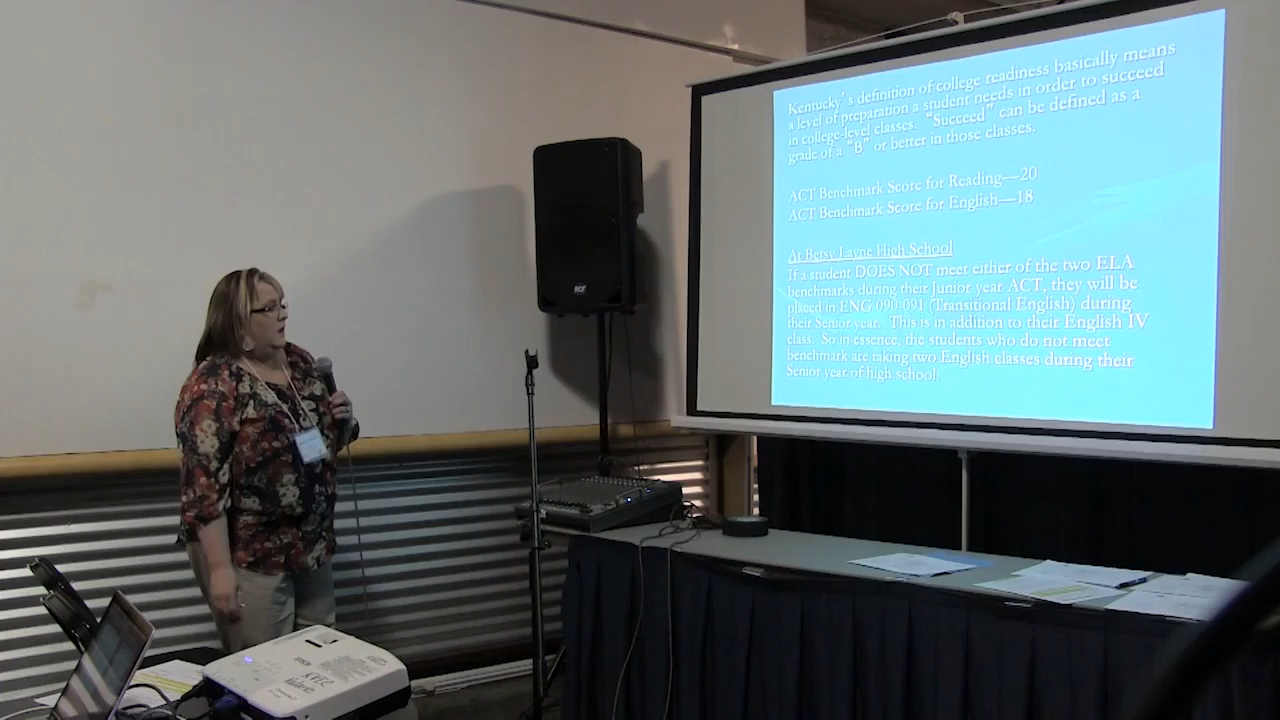 Kentucky's definition of college readiness basically means
a level of preparation a student needs in order to succeed
in college-level classes. "Succeed" can be defined as a
grade of a "B" or better in those classes.
ACT Benchmark Score for Reading—20
ACT Benchmark Score for English—18
At Betsy Layne High School
If a student DOES NOT meet either of the two ELA
benchmarks during their Junior year ACT, they will be
placed in ENG 090-091 (Transitional English) during
their Senior year. This is in addition to their English IV
class. So in essence, the students who do not meet
benchmark are taking two English classes during their
Senior year of high school.
RCF
EPSON
KVEC